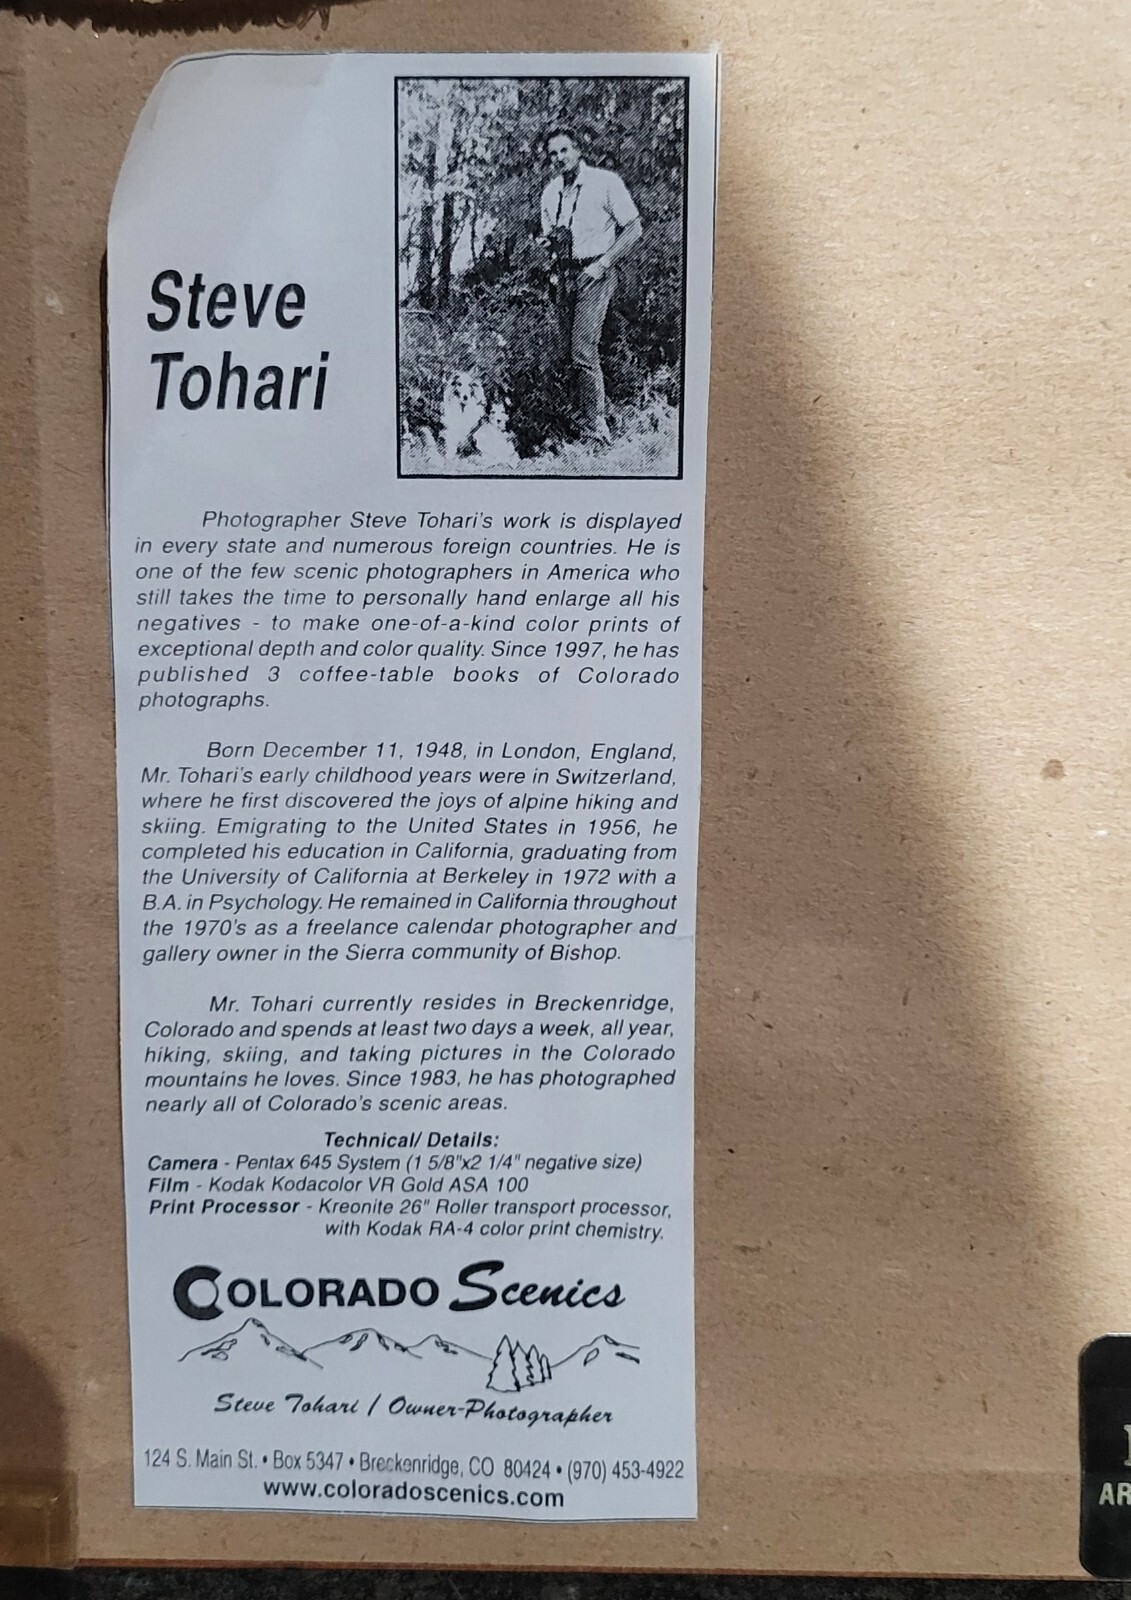 Steve
Tohari
Photographer Steve Tohari's work is displayed
in every state and numerous foreign countries. He is
one of the few scenic photographers in America who
still takes the time to personally hand enlarge all his
negatives - to make one-of-a-kind color prints of
exceptional depth and color quality. Since 1997, he has
published 3 coffee-table books of Colorado
photographs.
Born December 11, 1948, in London, England,
Mr. Tohari's early childhood years were in Switzerland,
where he first discovered the joys of alpine hiking and
skiing. Emigrating to the United States in 1956, he
completed his education in California, graduating from
the University of California at Berkeley in 1972 with a
B.A. in Psychology. He remained in California throughout
the 1970's as a freelance calendar photographer and
gallery owner in the Sierra community of Bishop.
Mr. Tohari currently resides in Breckenridge,
Colorado and spends at least two days a week, all year,
hiking, skiing, and taking pictures in the Colorado
mountains he loves. Since 1983, he has photographed
nearly all of Colorado's scenic areas.
Technical/ Details:
Camera - Pentax 645 System (1 5/8"x2 1/4" negative size)
Film - Kodak Kodacolor VR Gold ASA 100
Print Processor - Kreonite 26" Roller transport processor,
with Kodak RA-4 color print chemistry.
COLORADO Scenics
Steve Tohari / Owner-Photographer
124 S. Main St. • Box 5347 • Breckenridge, CO 80424 • (970) 453-4922
www.coloradoscenics.com
AR